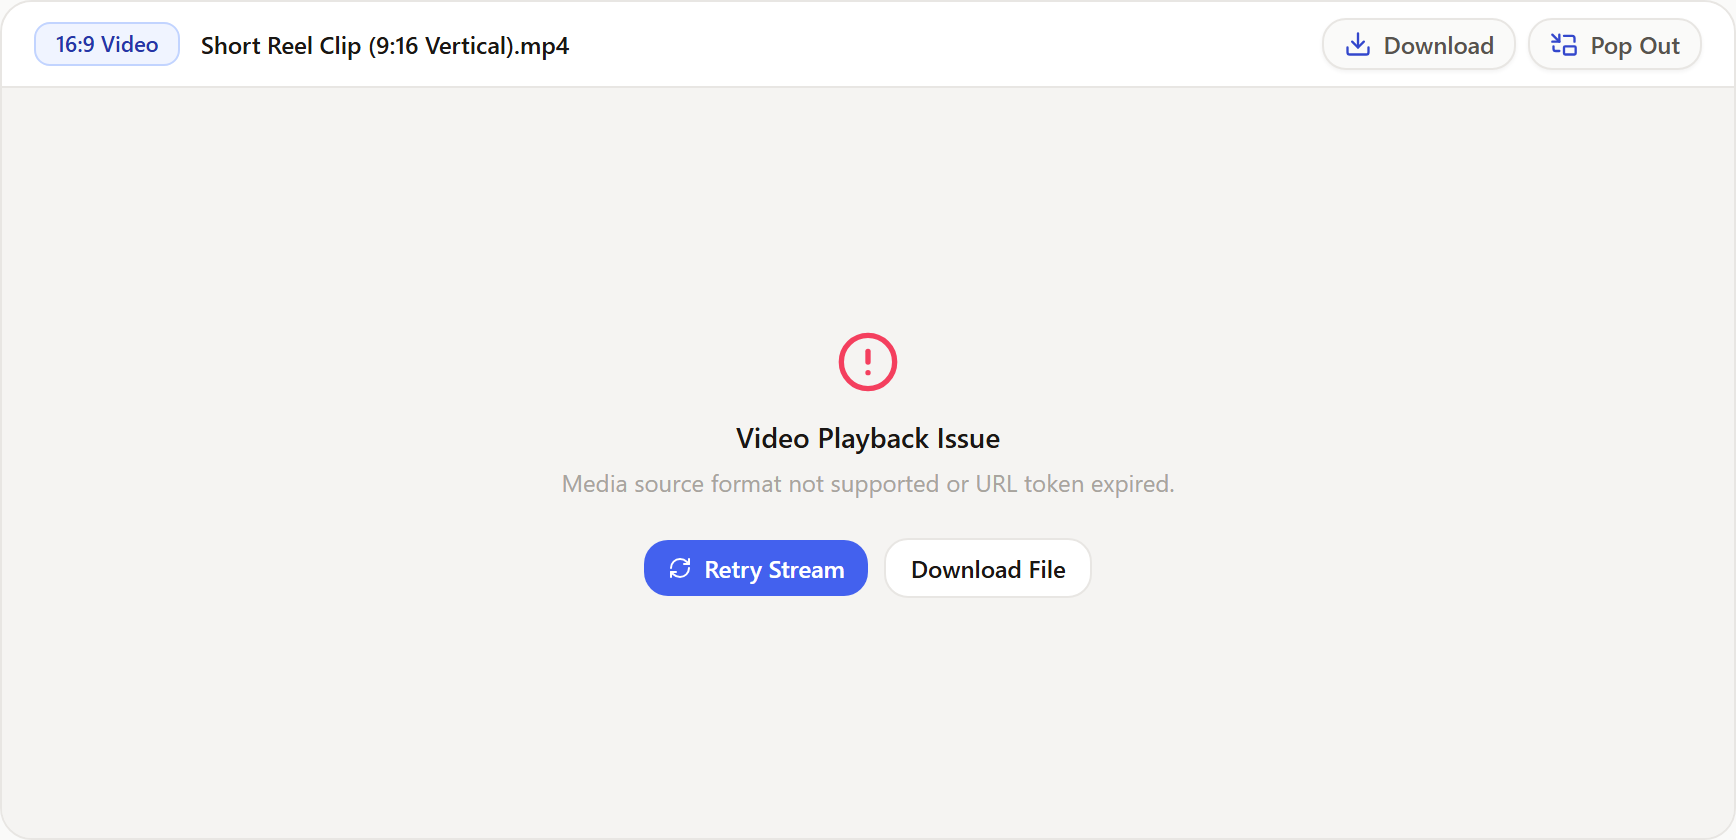 16:9 Video
Short Reel Clip (9:16 Vertical).mp4
Download
Pop Out
Video Playback Issue
Media source format not supported or URL token expired.
Retry Stream
Download File